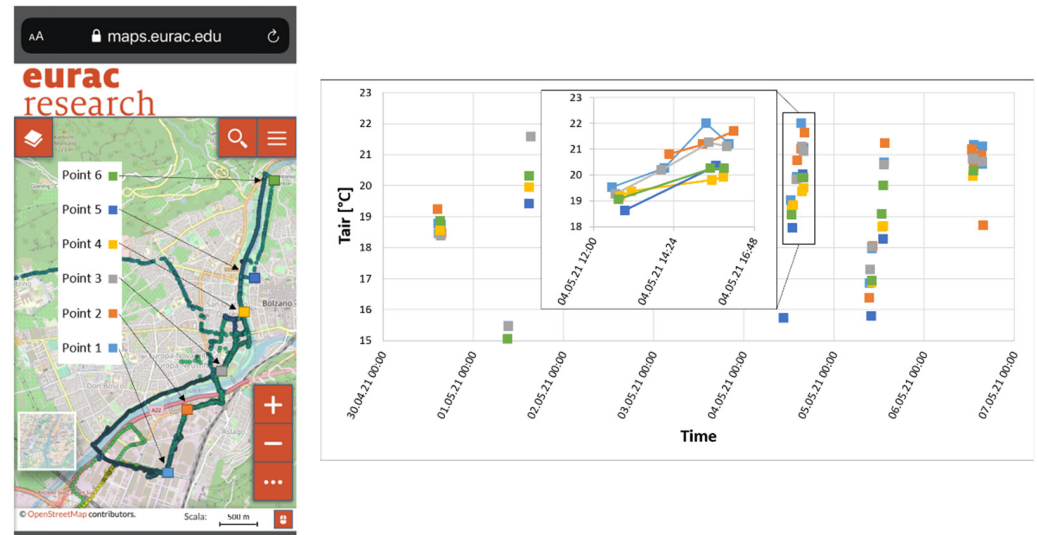 AA maps.eurac.edu
eurac
research
Point 6
Point 5
Point 4
Point 3
Point 2
Point 1
Bolzano
Don Bosco
A22
© OpenStreetMap contributors.
Scala: 500 m
Tair [°C]
23
22
21
20
19
18
17
16
15
30.04.21 00:00
01.05.21 00:00
02.05.21 00:00
03.05.21 00:00
04.05.21 00:00
05.05.21 00:00
06.05.21 00:00
07.05.21 00:00
Time
23
22
21
20
19
18
04.05.21 12:00
04.05.21 14:24
04.05.21 16:48